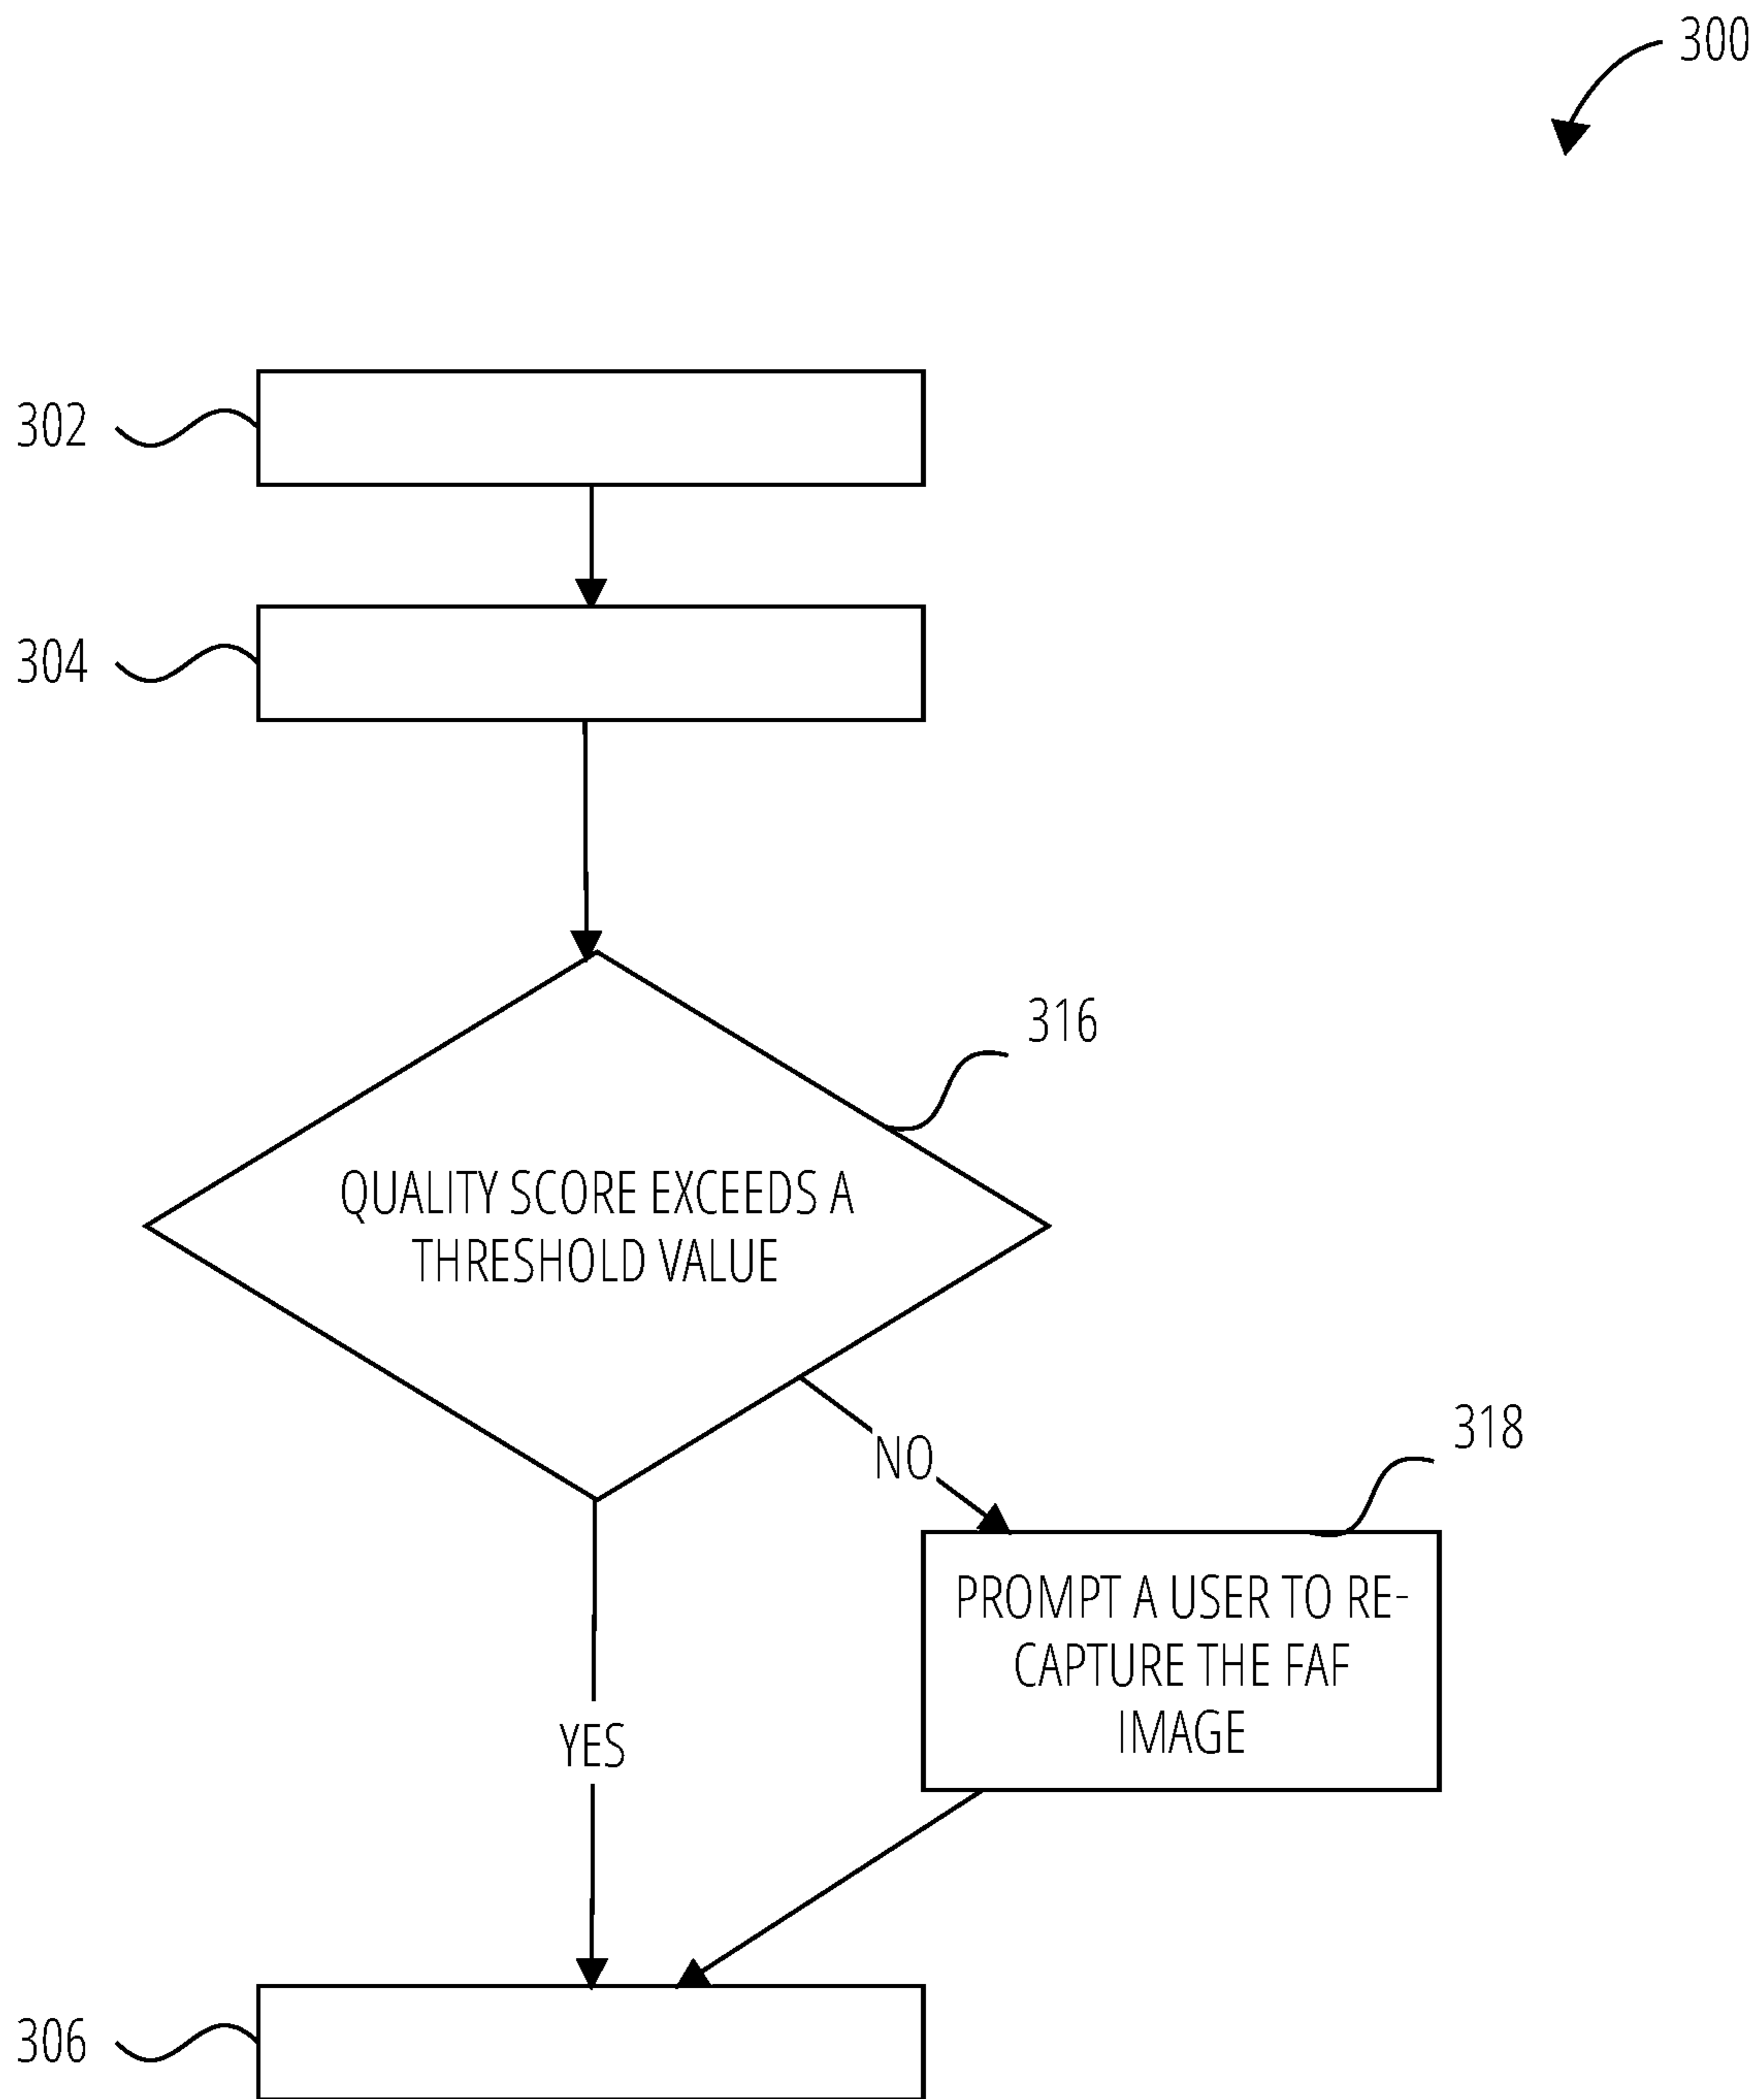 300
302
304
316
QUALITY SCORE EXCEEDS A
THRESHOLD VALUE
NO
318
PROMPT A USER TO RE-
CAPTURE THE FAF
IMAGE
YES
306